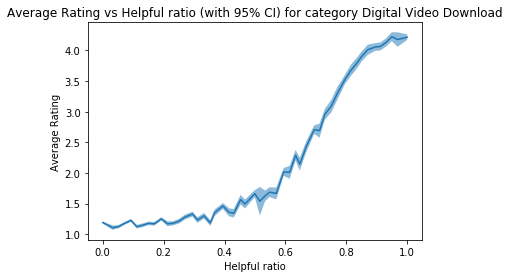 Average Rating vs Helpful ratio (with 95% CI) for category Digital Video Download
Average Rating
4.0
3.5
3.0
2.5
2.0
1.5
1.0
0.0 0.2 0.4 0.6 0.8 1.0
Helpful ratio